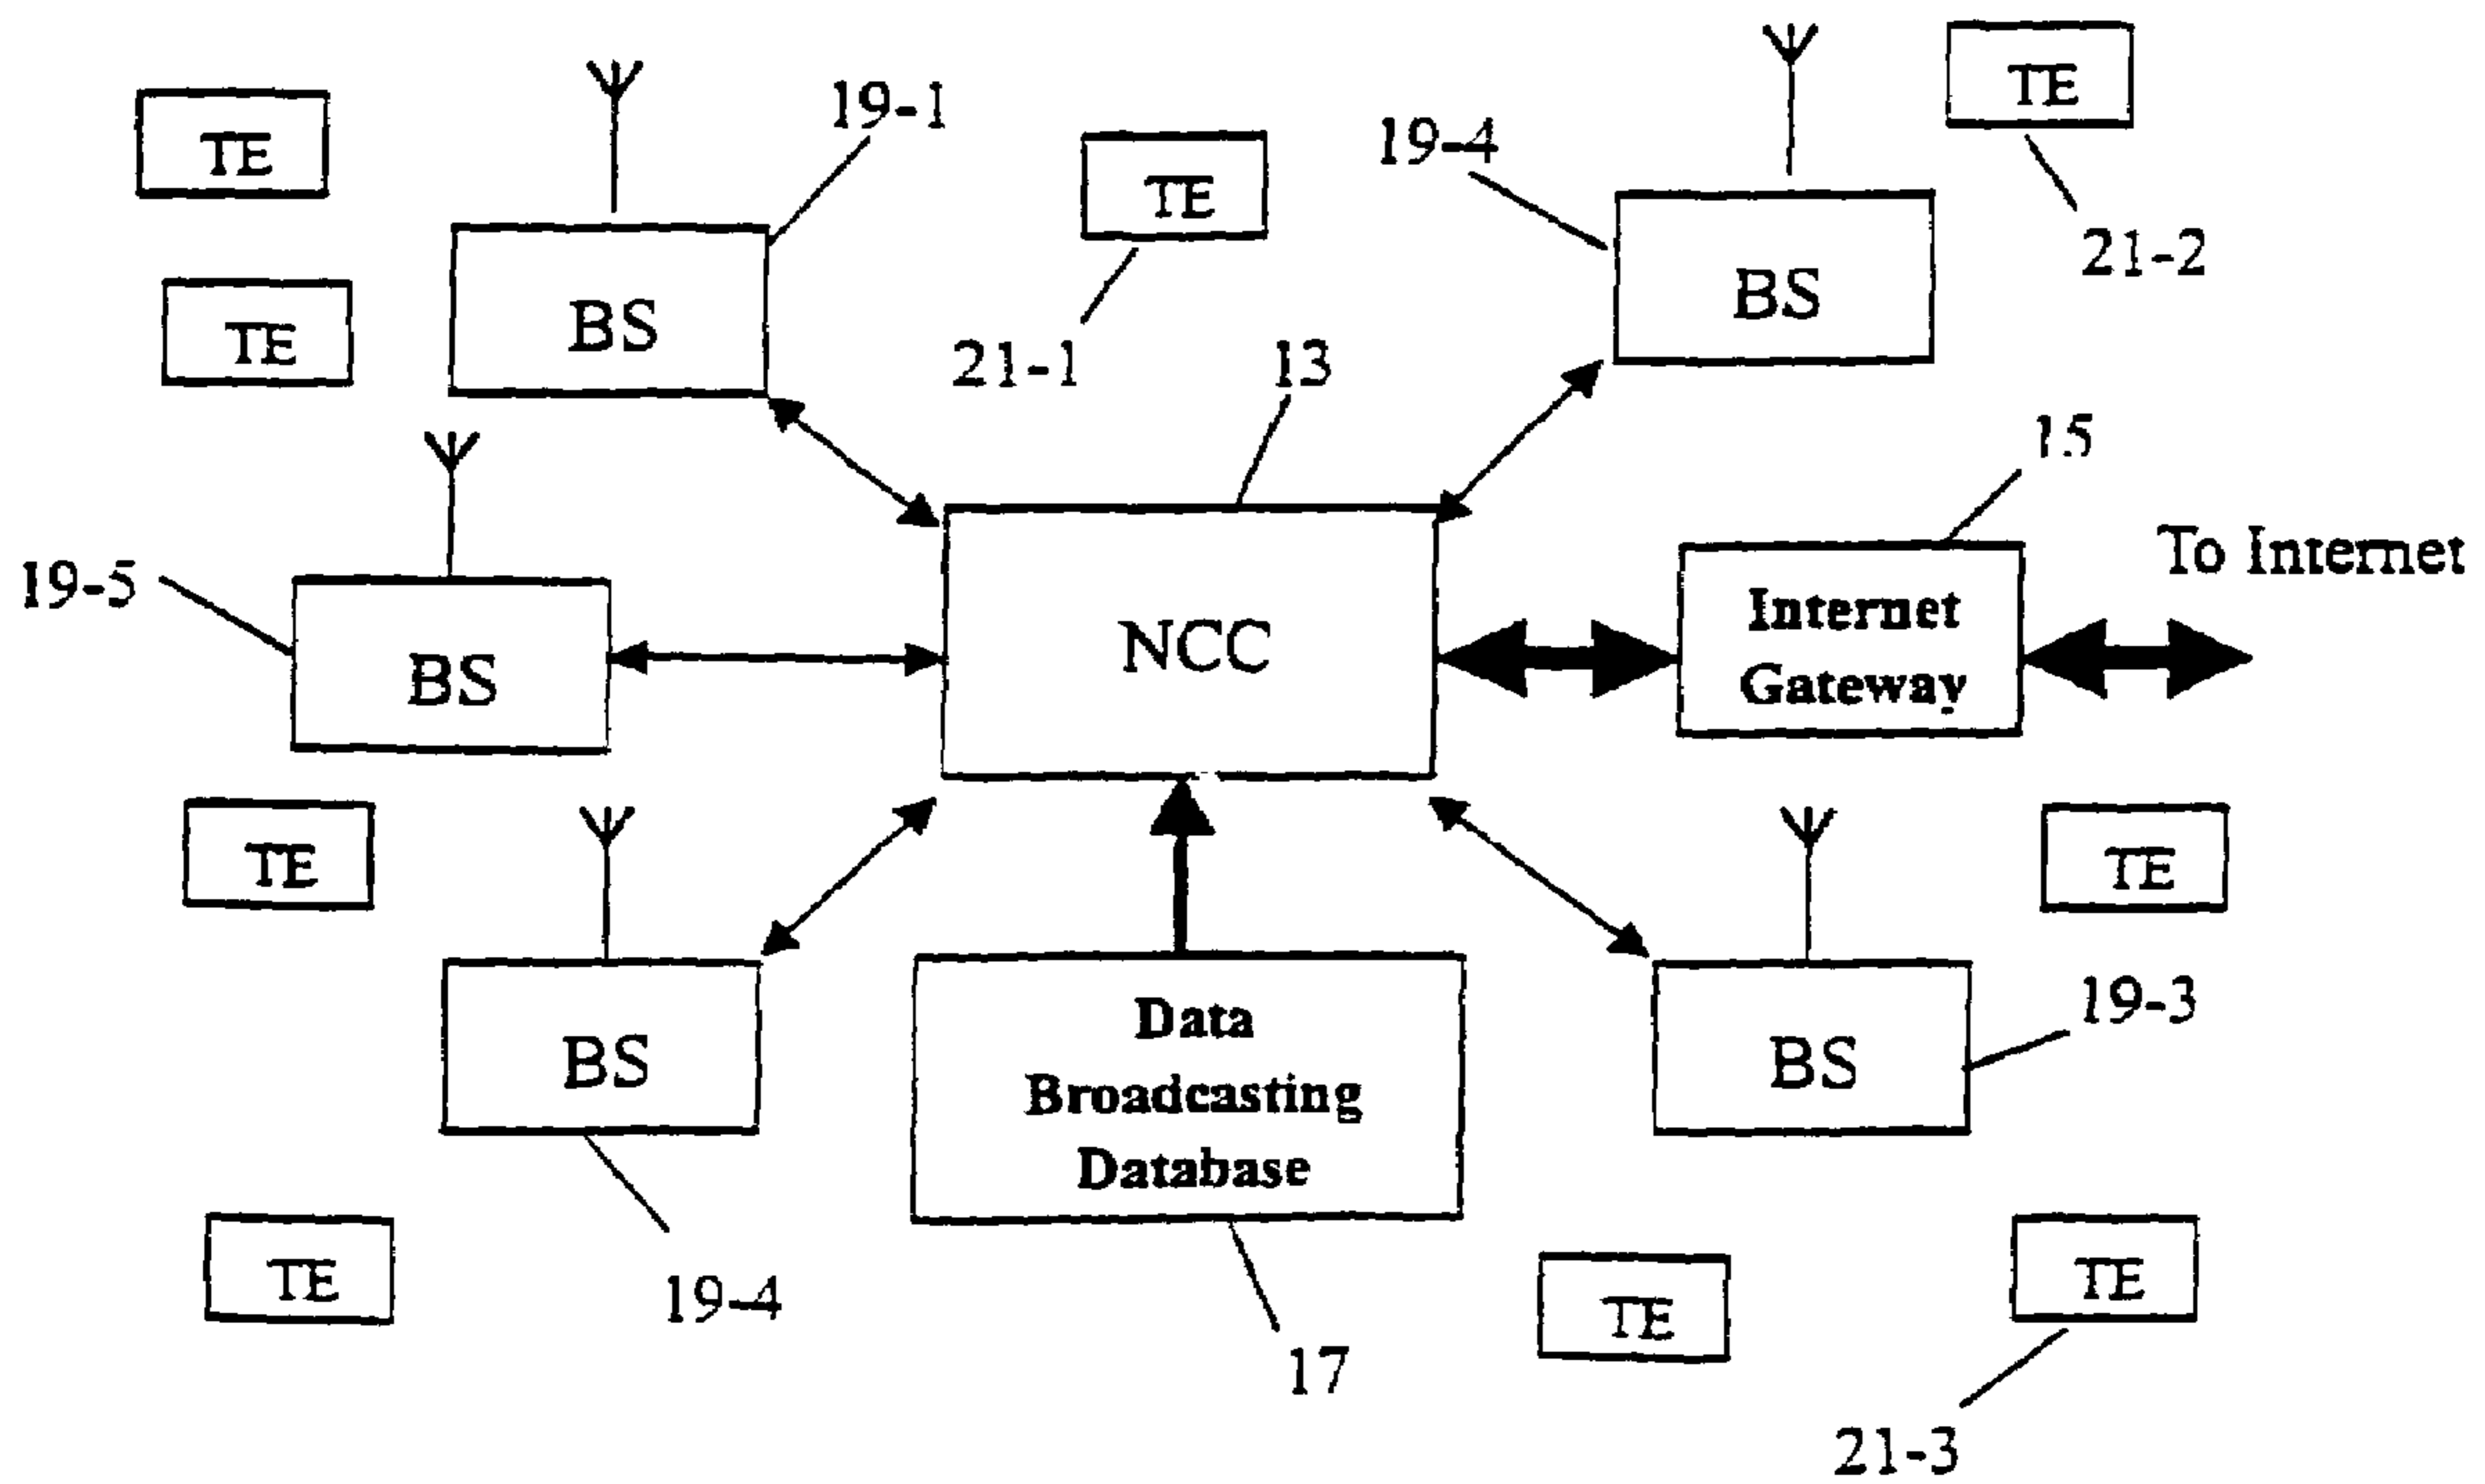 TE
19-1
TE
19-4
TE
TE
BS
21-1
13
BS
21-2
15
19-5
BS
NCC
Internet
Gateway
To Internet
TE
BS
19-4
Data
Broadcasting
Database
17
TE
BS
19-3
TE
TE
TE
21-3